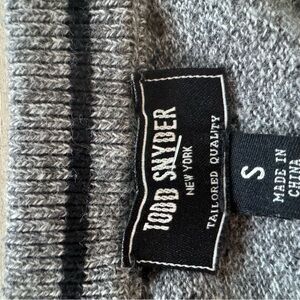 TODD SNYDER
NEW YORK
TAILORED QUALITY
S
MADE IN
CHINA